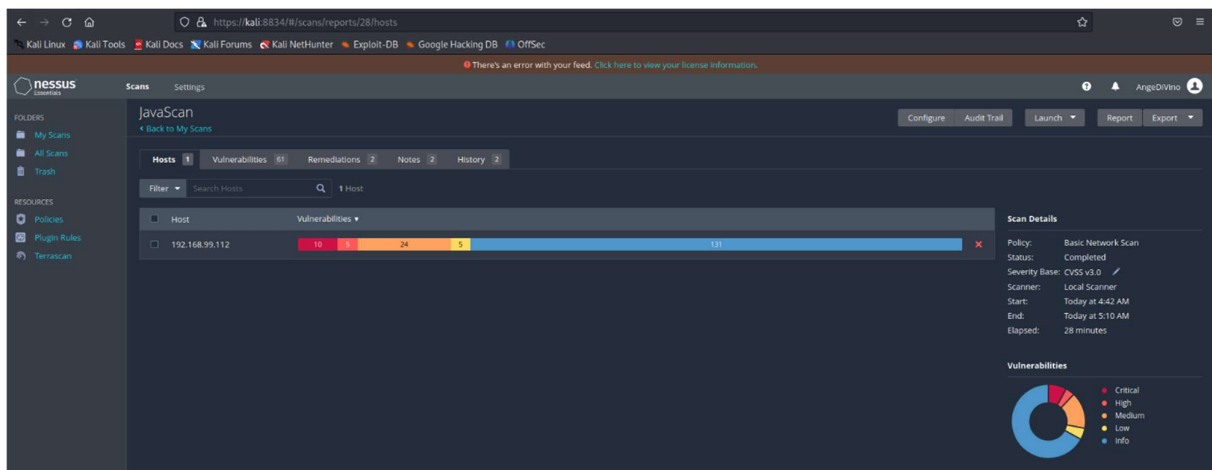 https://kali:8834/#/scans/reports/28/hosts
Kali Linux Kali Tools Kali Docs Kali Forums Kali NetHunter Exploit-DB Google Hacking DB OffSec
There's an error with your feed. Click here to view your license information.
nessus Essentials Scans Settings AngeDiVino
FOLDERS
My Scans
All Scans
Trash
RESOURCES
Policies
Plugin Rules
Terrascan
JavaScan
Back to My Scans
Configure Audit Trail Launch Report Export
Hosts 1 Vulnerabilities 61 Remediations 2 Notes 2 History 2
Filter Search Hosts 1 Host
Host Vulnerabilities
192.168.99.112 10 5 24 5 131
Scan Details
Policy: Basic Network Scan
Status: Completed
Severity Base: CVSS v3.0
Scanner: Local Scanner
Start: Today at 4:42 AM
End: Today at 5:10 AM
Elapsed: 28 minutes
Vulnerabilities
Critical
High
Medium
Low
Info